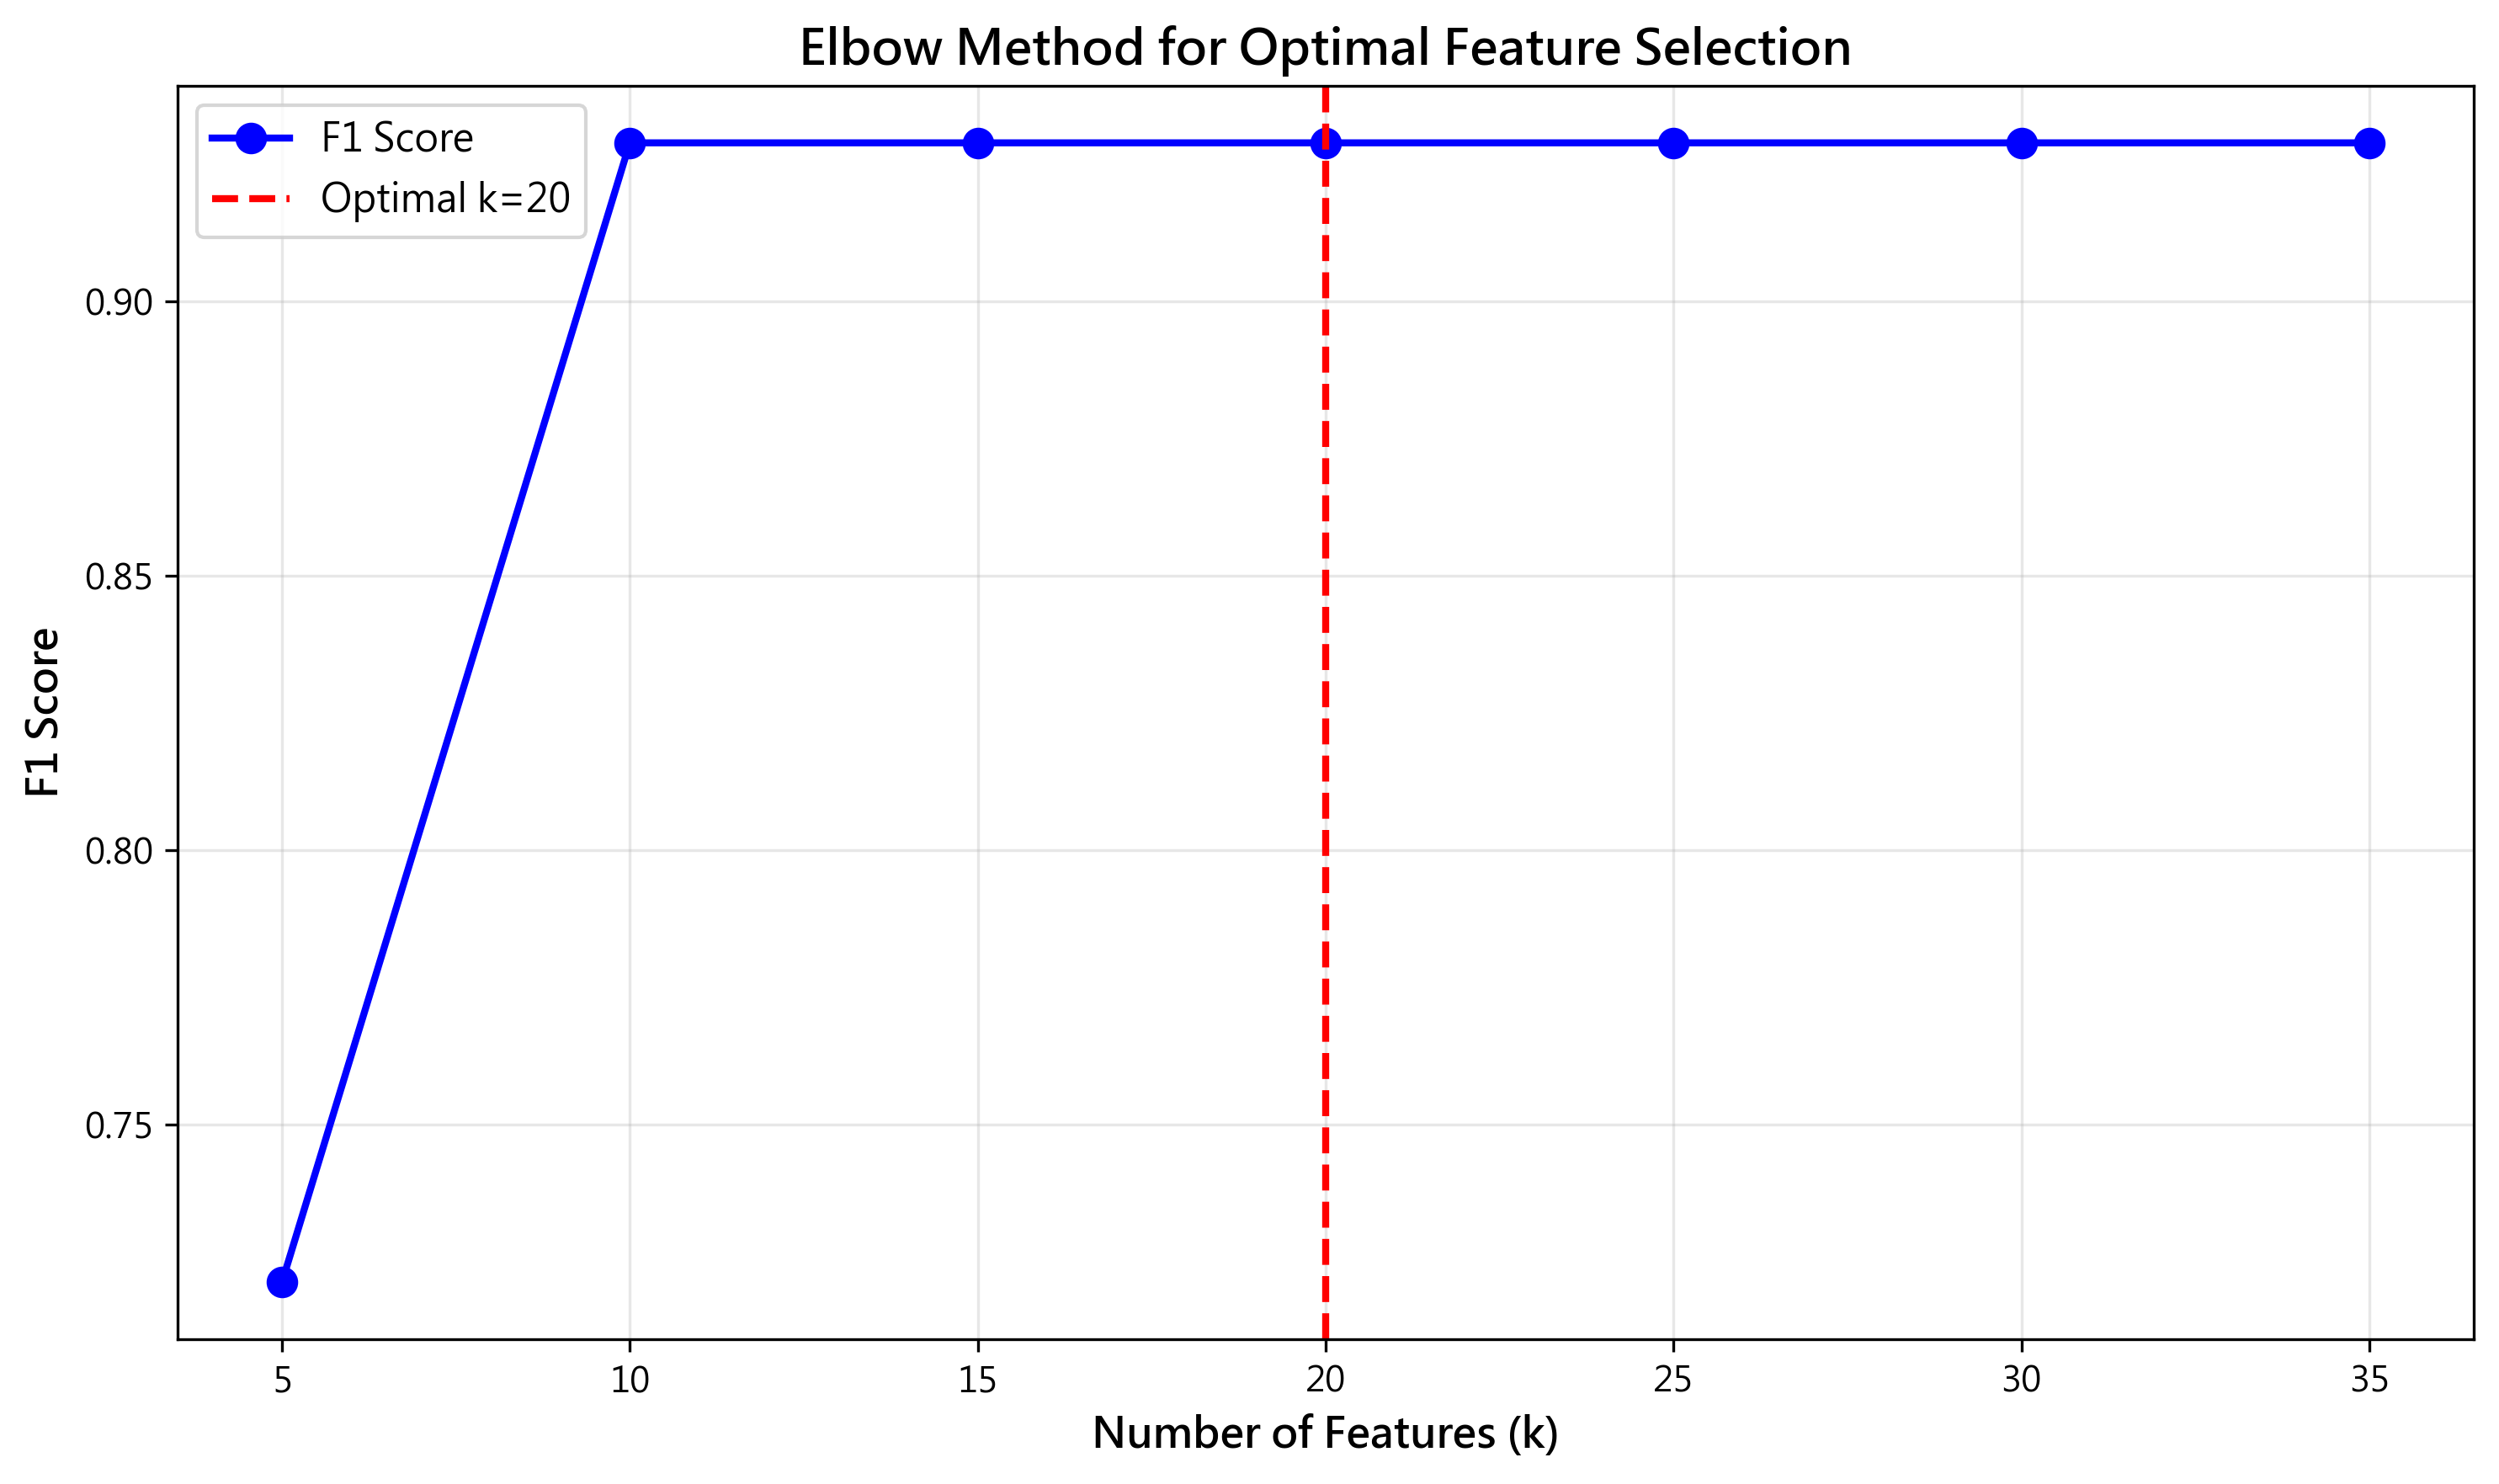 Elbow Method for Optimal Feature Selection
F1 Score
Optimal k=20
0.90
0.85
0.80
0.75
F1 Score
5 10 15 20 25 30 35
Number of Features (k)